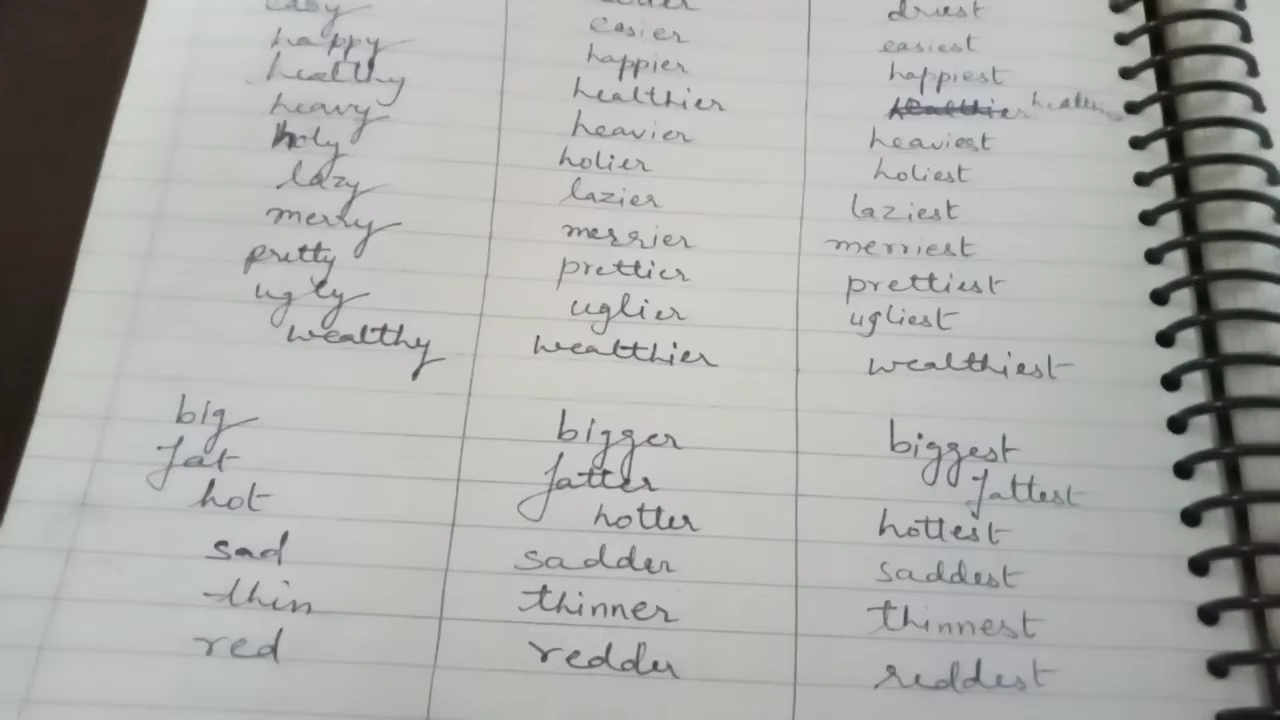 driest
easy easier easiest
happy happier happiest
healthy healthier
heavy heavier heaviest
holy holier holiest
lazy lazier laziest
merry merrier merriest
pretty prettier prettiest
ugly uglier ugliest
wealthy wealthier wealthiest
big bigger biggest
fat fatter fattest
hot hotter hottest
sad sadder saddest
thin thinner thinnest
red redder reddest